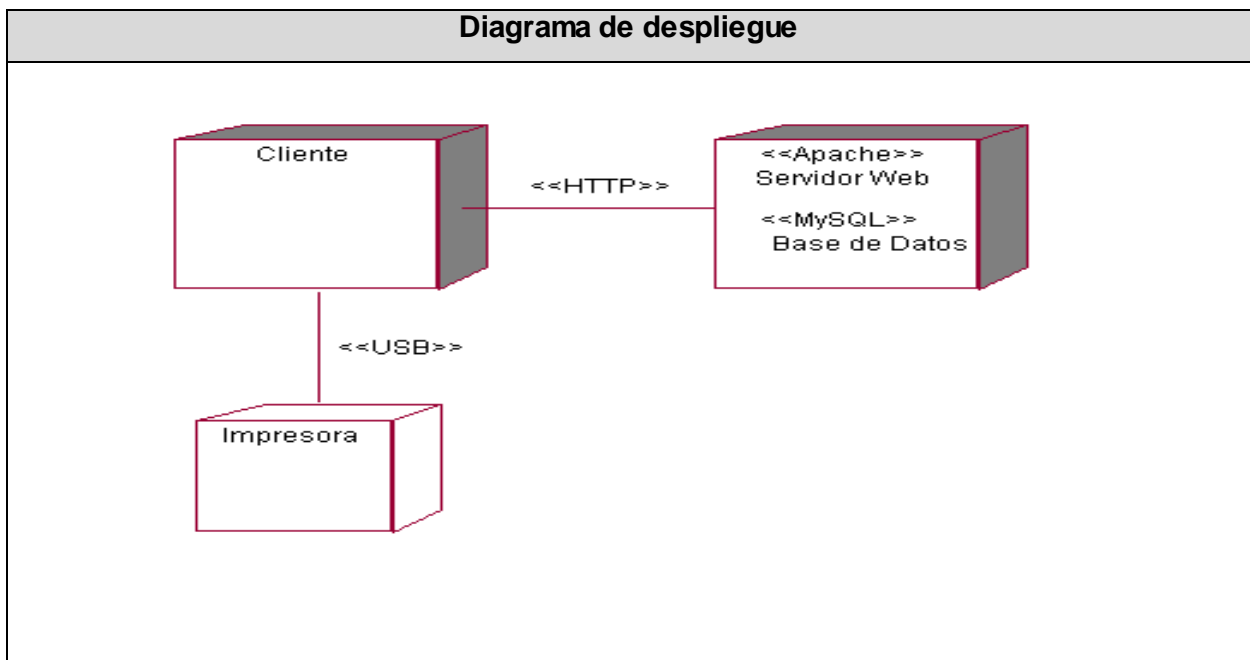 Diagrama de despliegue
Cliente
<<HTTP>>
<<Apache>>
Servidor Web
<<MySQL>>
Base de Datos
<<USB>>
Impresora